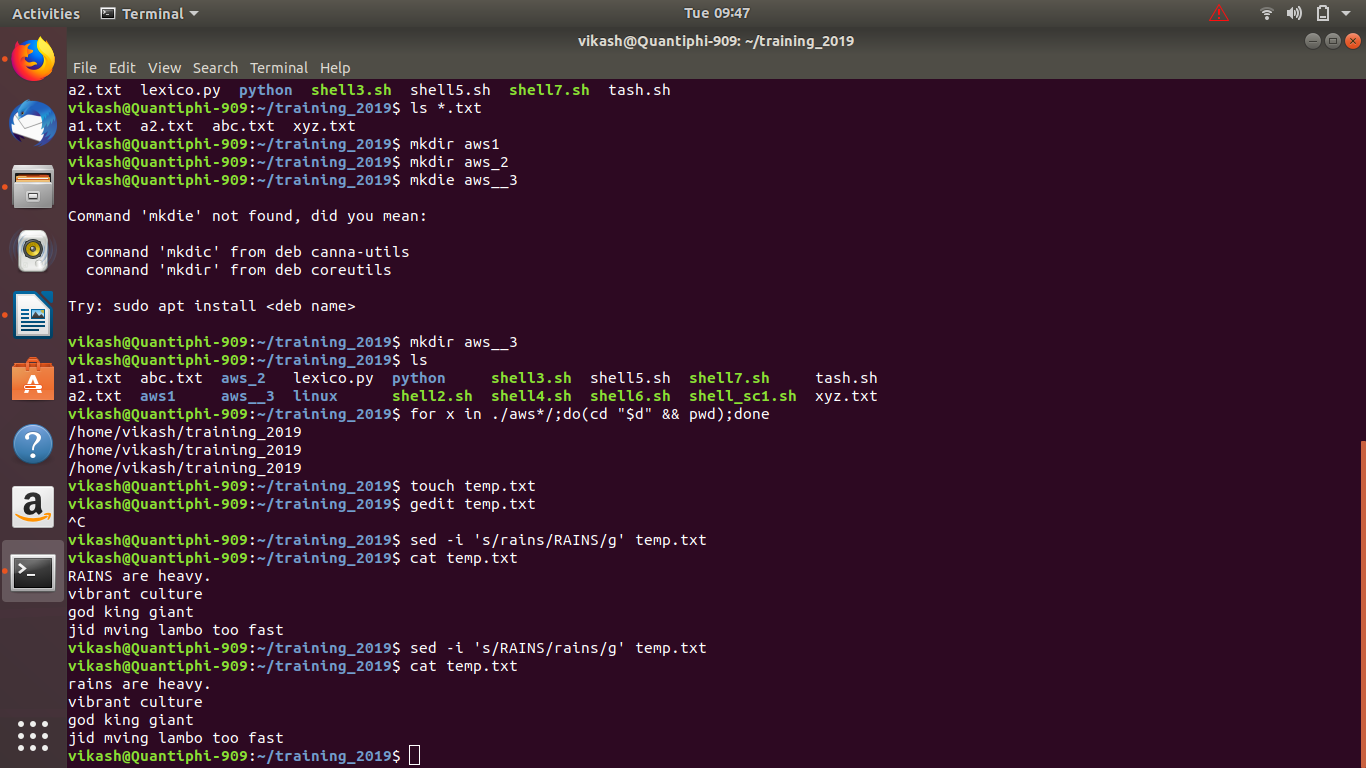 Activities Terminal Tue 09:47
vikash@Quantiphi-909: ~/training_2019
File Edit View Search Terminal Help
a2.txt  lexico.py  python  shell3.sh  shell5.sh  shell7.sh  tash.sh
vikash@Quantiphi-909:~/training_2019$ ls *.txt
a1.txt  a2.txt  abc.txt  xyz.txt
vikash@Quantiphi-909:~/training_2019$ mkdir aws1
vikash@Quantiphi-909:~/training_2019$ mkdir aws_2
vikash@Quantiphi-909:~/training_2019$ mkdie aws__3
Command 'mkdie' not found, did you mean:
  command 'mkdic' from deb canna-utils
  command 'mkdir' from deb coreutils
Try: sudo apt install <deb name>
vikash@Quantiphi-909:~/training_2019$ mkdir aws__3
vikash@Quantiphi-909:~/training_2019$ ls
a1.txt  abc.txt  aws_2   lexico.py  python     shell3.sh  shell5.sh  shell7.sh     tash.sh
a2.txt  aws1     aws__3  linux      shell2.sh  shell4.sh  shell6.sh  shell_sc1.sh  xyz.txt
vikash@Quantiphi-909:~/training_2019$ for x in ./aws*/;do(cd "$d" && pwd);done
/home/vikash/training_2019
/home/vikash/training_2019
/home/vikash/training_2019
vikash@Quantiphi-909:~/training_2019$ touch temp.txt
vikash@Quantiphi-909:~/training_2019$ gedit temp.txt
^C
vikash@Quantiphi-909:~/training_2019$ sed -i 's/rains/RAINS/g' temp.txt
vikash@Quantiphi-909:~/training_2019$ cat temp.txt
RAINS are heavy.
vibrant culture
god king giant
jid mving lambo too fast
vikash@Quantiphi-909:~/training_2019$ sed -i 's/RAINS/rains/g' temp.txt
vikash@Quantiphi-909:~/training_2019$ cat temp.txt
rains are heavy.
vibrant culture
god king giant
jid mving lambo too fast
vikash@Quantiphi-909:~/training_2019$